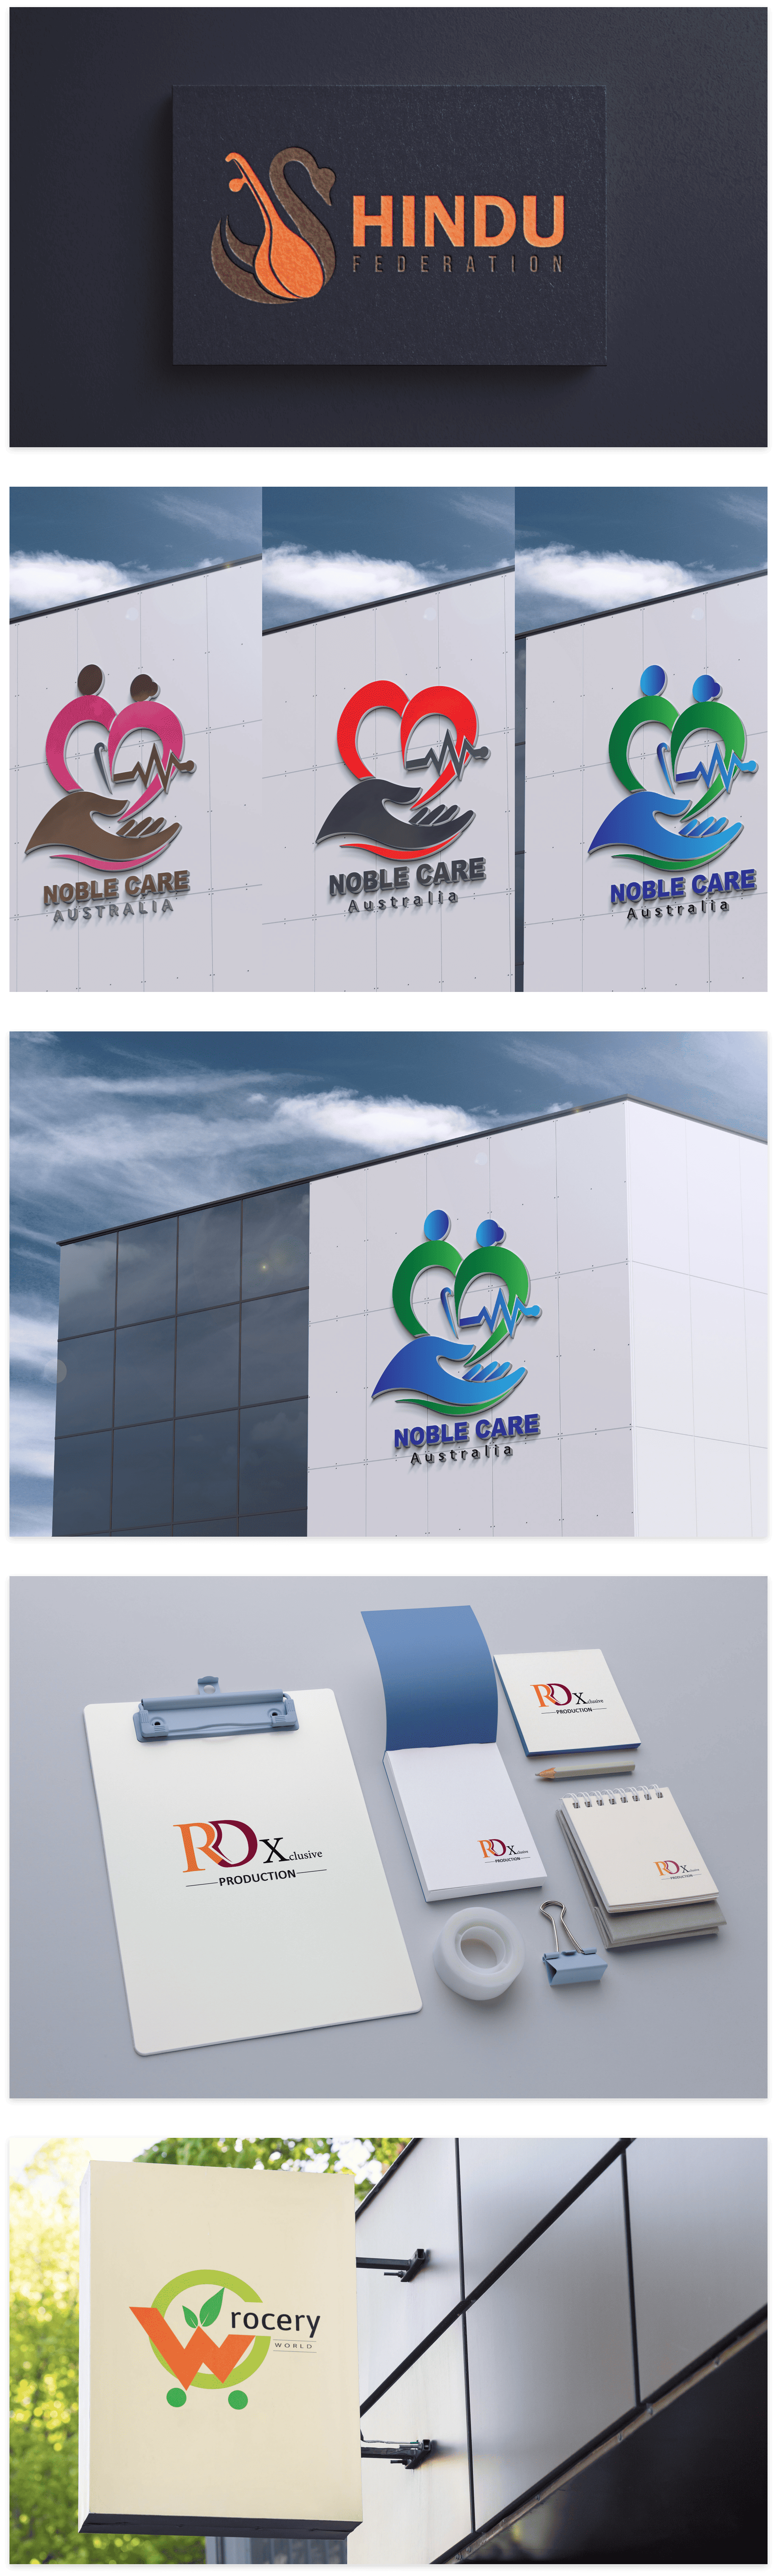 HINDU
FEDERATION
NOBLE CARE
AUSTRALIA
NOBLE CARE
Australia
NOBLE CARE
Australia
NOBLE CARE
Australia
RDXclusive
PRODUCTION
RDXclusive
PRODUCTION
RDXclusive
PRODUCTION
RDXclusive
PRODUCTION
Grocery
WORLD